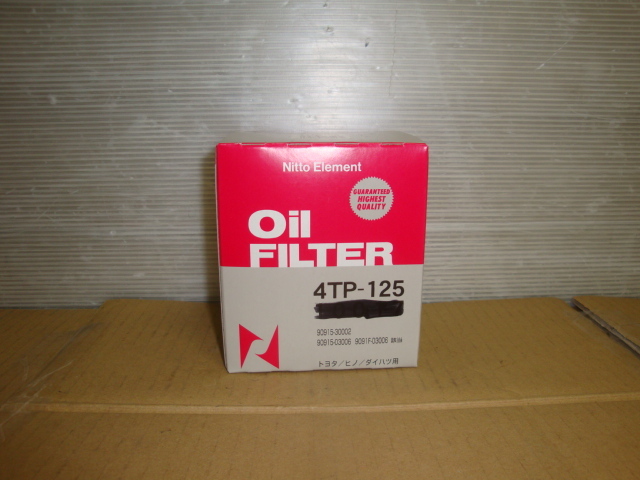 Nitto Element
GUARANTEED
HIGHEST
QUALITY
Oil
FILTER
4TP-125
90915-30002
90915-03006 9091F-03006
トヨタ/ヒノ/ダイハツ用